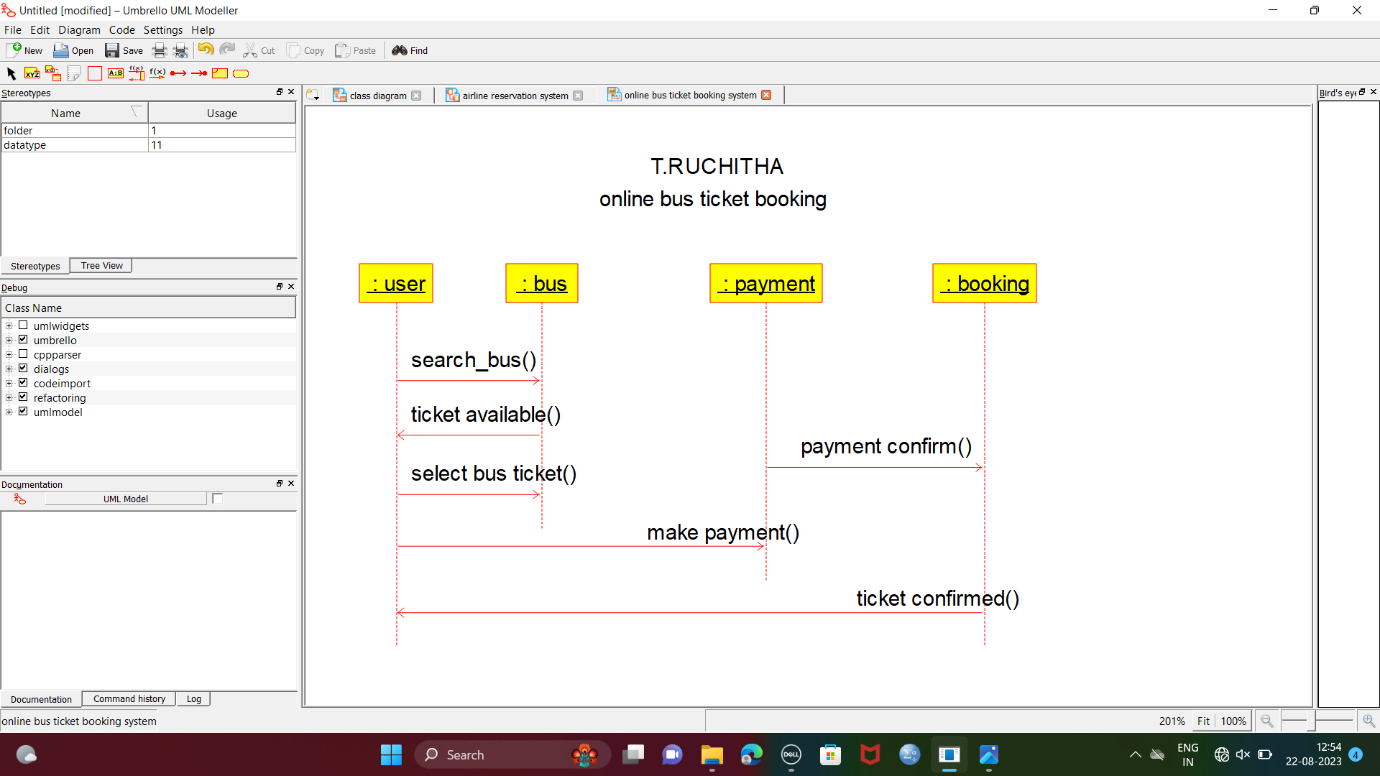 Untitled [modified] – Umbrello UML Modeller
File Edit Diagram Code Settings Help
New Open Save Cut Copy Paste Find
XYZ A:B f(x) f(x)
Stereotypes
Name Usage
folder 1
datatype 11
Stereotypes Tree View
Debug
Class Name
umlwidgets
umbrello
cppparser
dialogs
codeimport
refactoring
umlmodel
Documentation
UML Model
Documentation Command history Log
class diagram airline reservation system online bus ticket booking system
Bird's eye
T.RUCHITHA
online bus ticket booking
: user : bus : payment : booking
search_bus()
ticket available()
payment confirm()
select bus ticket()
make payment()
ticket confirmed()
online bus ticket booking system
201% Fit 100%
Search
DELL
ENG
IN
12:54
22-08-2023
4